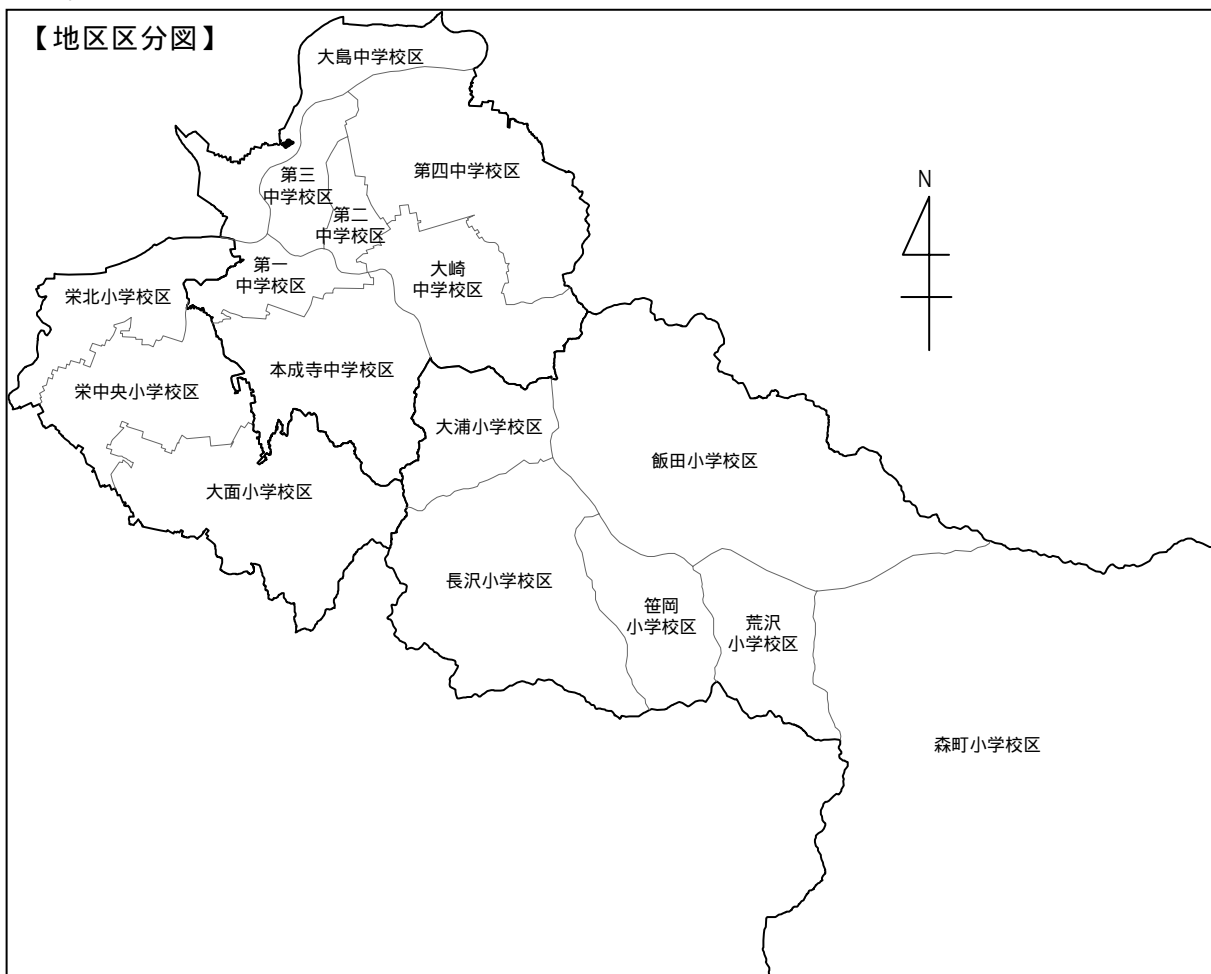 【地区区分図】
大島中学校区
第三
中学校区
第四中学校区
N
第二
中学校区
第一
中学校区
大崎
中学校区
栄北小学校区
本成寺中学校区
栄中央小学校区
大浦小学校区
飯田小学校区
大面小学校区
長沢小学校区
笹岡
小学校区
荒沢
小学校区
森町小学校区